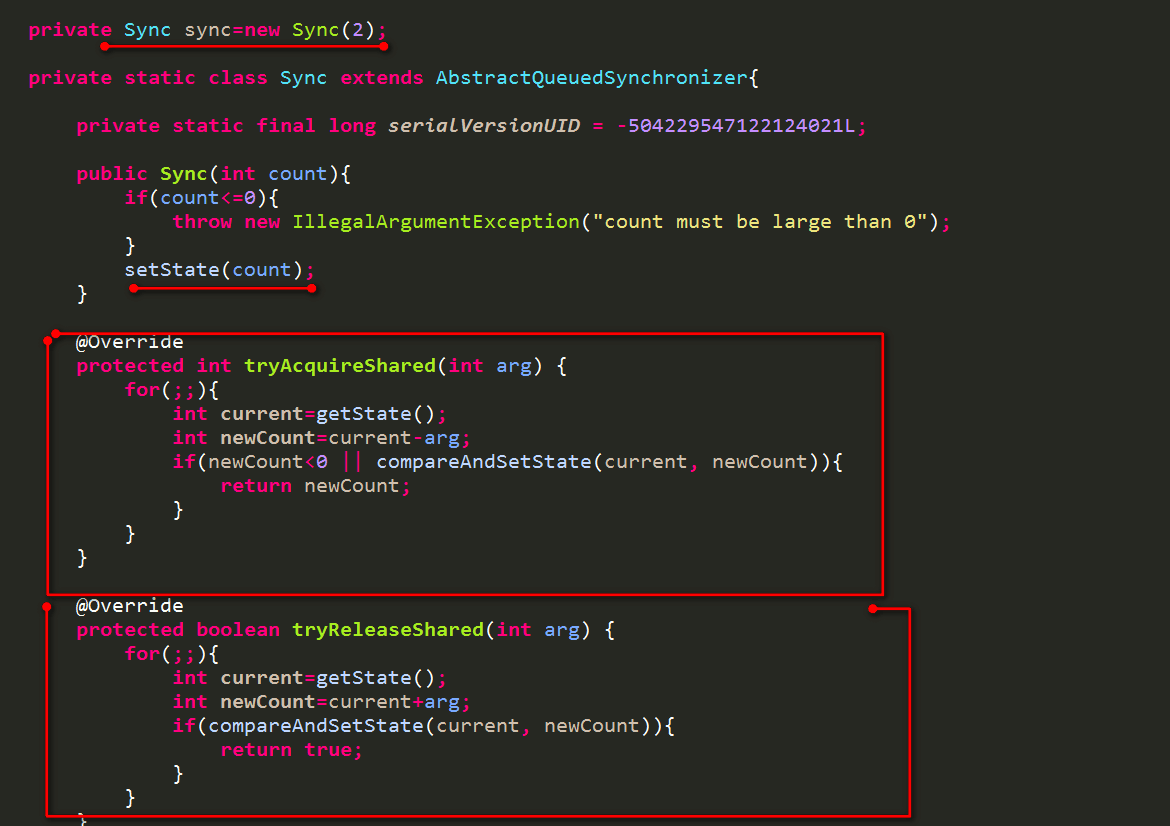 private Sync sync=new Sync(2);
private static class Sync extends AbstractQueuedSynchronizer{
private static final long serialVersionUID = -504229547122124021L;
public Sync(int count){
if(count<=0){
throw new IllegalArgumentException("count must be large than 0");
}
setState(count);
}
@Override
protected int tryAcquireShared(int arg) {
for(;;){
int current=getState();
int newCount=current-arg;
if(newCount<0 || compareAndSetState(current, newCount)){
return newCount;
}
}
}
@Override
protected boolean tryReleaseShared(int arg) {
for(;;){
int current=getState();
int newCount=current+arg;
if(compareAndSetState(current, newCount)){
return true;
}
}
}